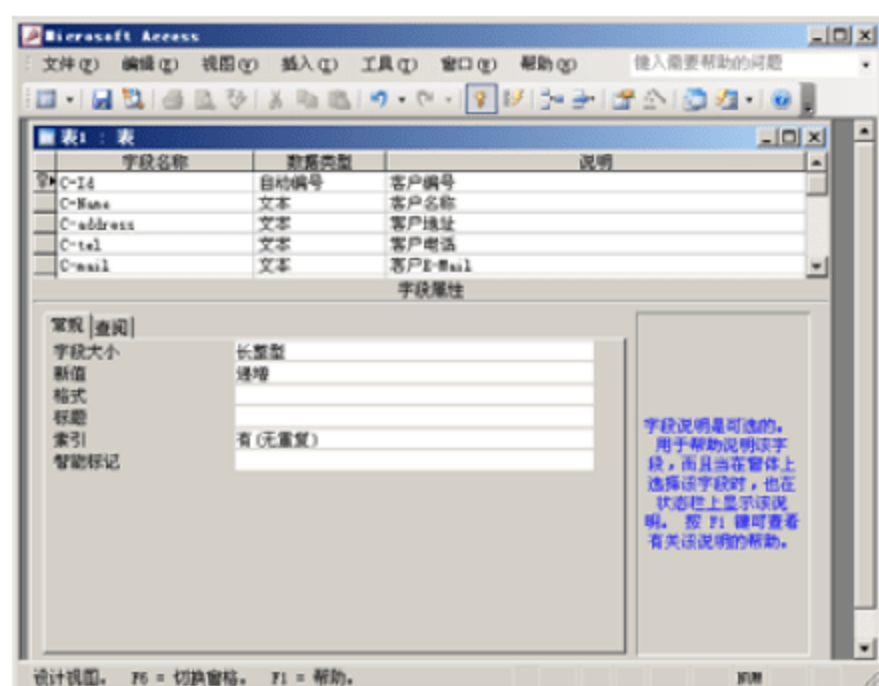 Microsoft Access
文件(F) 编辑(E) 视图(V) 插入(I) 工具(T) 窗口(W) 帮助(H) 键入需要帮助的问题
表1 : 表
字段名称 数据类型 说明
C-Id 自动编号 客户编号
C-Name 文本 客户名称
C-address 文本 客户地址
C-tel 文本 客户电话
C-mail 文本 客户E-Mail
字段属性
常规 查阅
字段大小 长整型
新值 递增
格式
标题
索引 有(无重复)
智能标记
字段说明是可选的。
用于帮助说明该字
段，而且当在窗体上
选择该字段时，也在
状态栏上显示该说
明。 按 F1 键可查看
有关该说明的帮助。
设计视图。 F6 = 切换窗格。 F1 = 帮助。 NUM